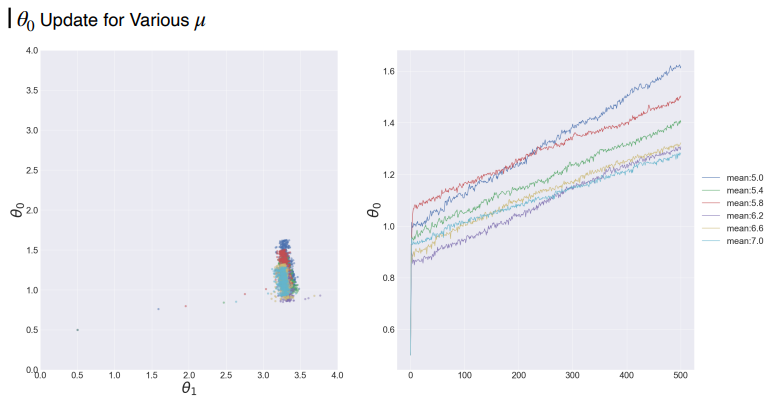 θ0 Update for Various μ
4.0
3.5
3.0
2.5
2.0
1.5
1.0
0.5
0.0
θ0
0.0 0.5 1.0 1.5 2.0 2.5 3.0 3.5 4.0
θ1
1.6
1.4
1.2
1.0
0.8
0.6
θ0
0 100 200 300 400 500
mean:5.0
mean:5.4
mean:5.8
mean:6.2
mean:6.6
mean:7.0